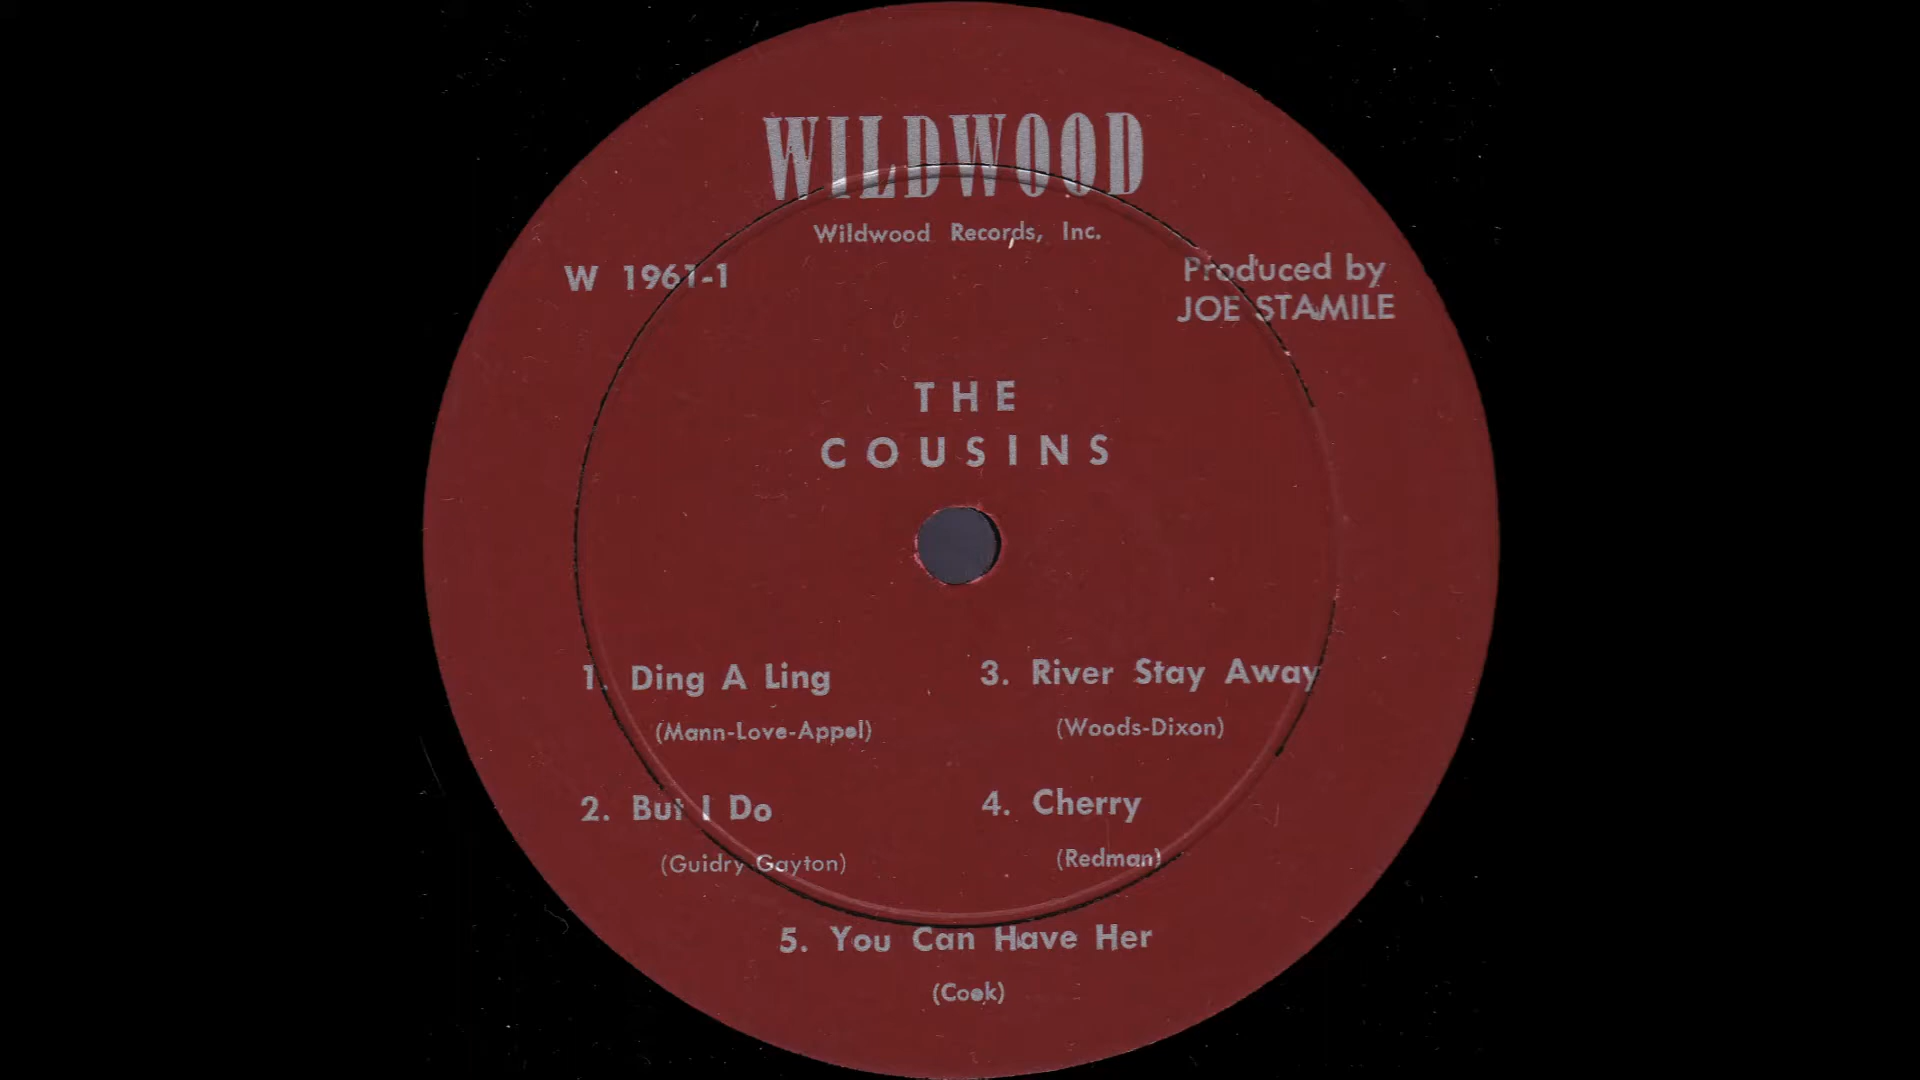 WILDWOOD
Wildwood Records, Inc.
W 1961-1
Produced by
JOE STAMILE
THE
COUSINS
1. Ding A Ling
(Mann-Love-Appel)
2. But I Do
(Guidry Gayton)
3. River Stay Away
(Woods-Dixon)
4. Cherry
(Redman)
5. You Can Have Her
(Cook)